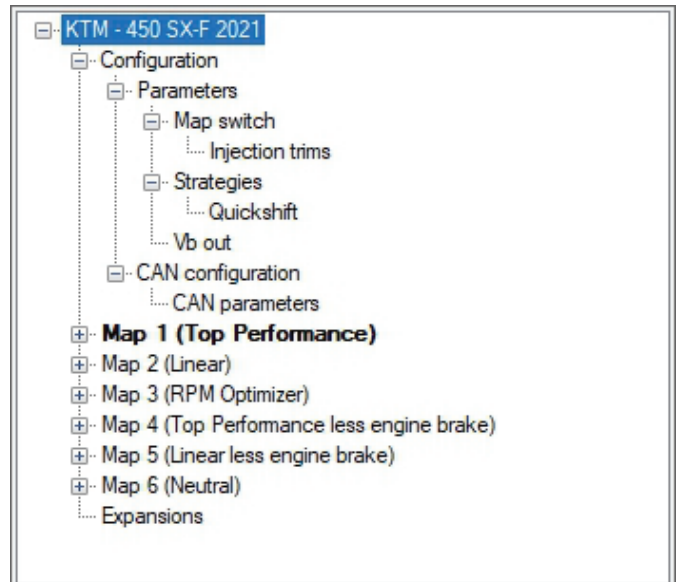 KTM - 450 SX-F 2021
Configuration
Parameters
Map switch
Injection trims
Strategies
Quickshift
Vb out
CAN configuration
CAN parameters
Map 1 (Top Performance)
Map 2 (Linear)
Map 3 (RPM Optimizer)
Map 4 (Top Performance less engine brake)
Map 5 (Linear less engine brake)
Map 6 (Neutral)
Expansions